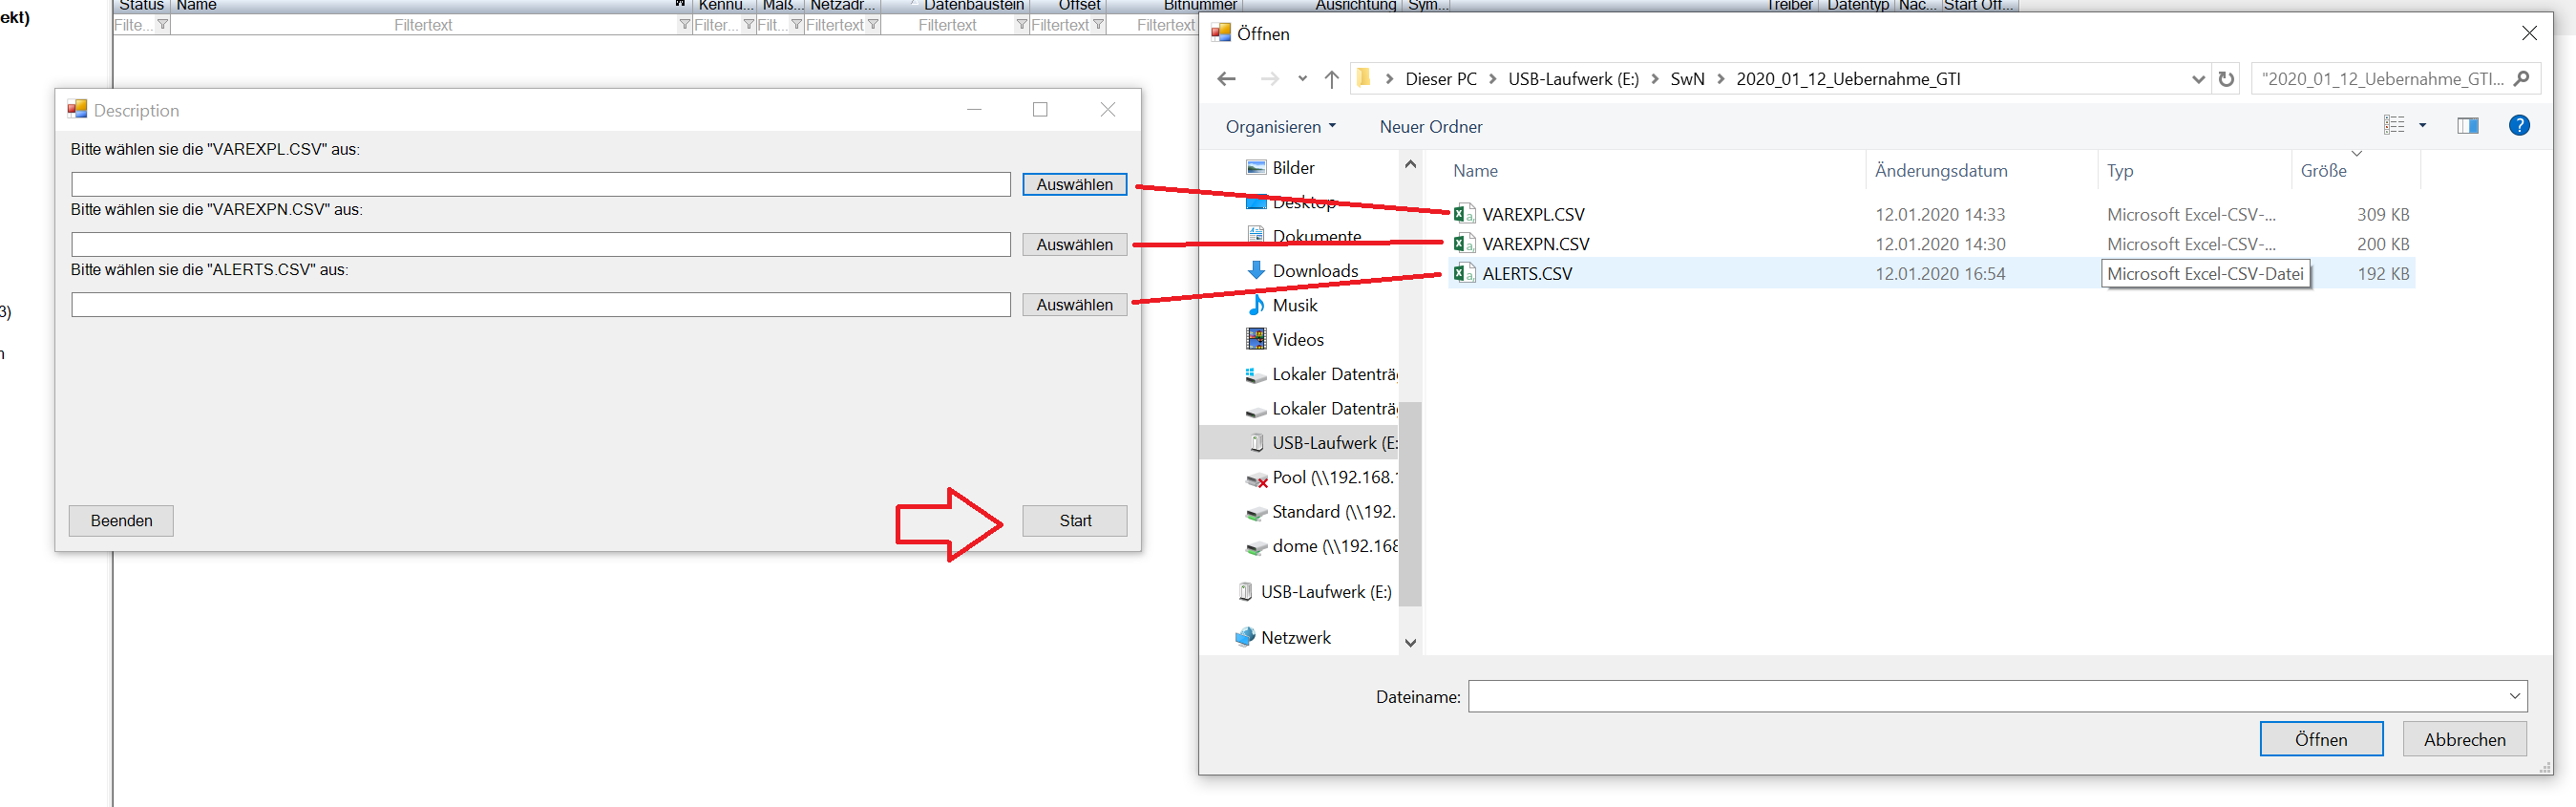 ekt)
Status Name Kennu... Maß... Netzadr... Datenbaustein Offset Bitnummer Ausrichtung Sym... Treiber Datentyp Nac... Start Off...
Filte... Filtertext Filter... Filt... Filtertext Filtertext Filtertext Filtertext
3)
n
Description
Bitte wählen sie die "VAREXPL.CSV" aus:
Auswählen
Bitte wählen sie die "VAREXPN.CSV" aus:
Auswählen
Bitte wählen sie die "ALERTS.CSV" aus:
Auswählen
Beenden Start
Öffnen
Dieser PC USB-Laufwerk (E:) SwN 2020_01_12_Uebernahme_GTI "2020_01_12_Uebernahme_GTI...
Organisieren Neuer Ordner
Bilder
Desktop
Dokumente
Downloads
Musik
Videos
Lokaler Datenträ
Lokaler Datenträ
USB-Laufwerk (E:
Pool (\\192.168.1
Standard (\\192.
dome (\\192.168
USB-Laufwerk (E:)
Netzwerk
Name Änderungsdatum Typ Größe
VAREXPL.CSV 12.01.2020 14:33 Microsoft Excel-CSV-... 309 KB
VAREXPN.CSV 12.01.2020 14:30 Microsoft Excel-CSV-... 200 KB
ALERTS.CSV 12.01.2020 16:54 Microsoft Excel-CSV-Datei 192 KB
Dateiname:
Öffnen Abbrechen